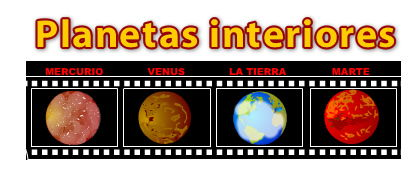 Planetas interiores
MERCURIO VENUS LA TIERRA MARTE